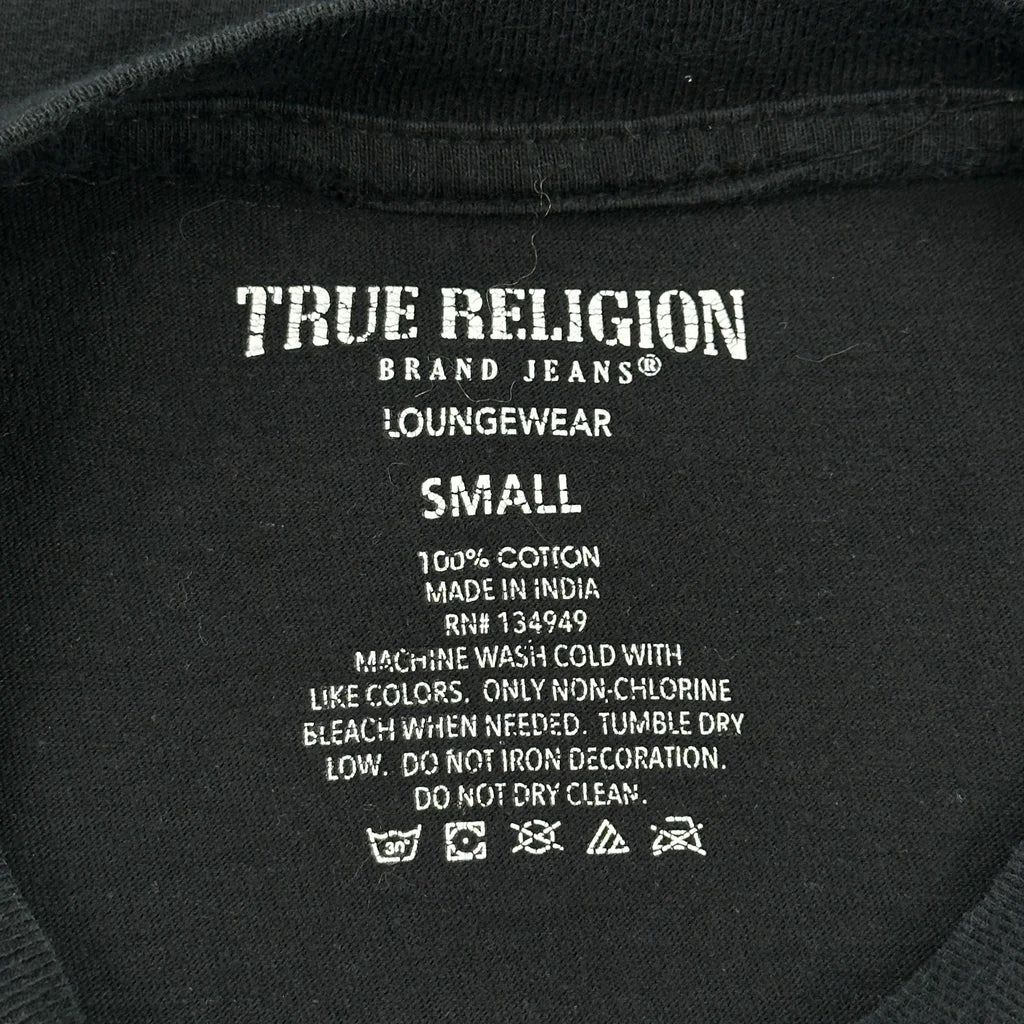 TRUE RELIGION
BRAND JEANS®
LOUNGEWEAR
SMALL
100% COTTON
MADE IN INDIA
RN# 134949
MACHINE WASH COLD WITH
LIKE COLORS. ONLY NON-CHLORINE
BLEACH WHEN NEEDED. TUMBLE DRY
LOW. DO NOT IRON DECORATION.
DO NOT DRY CLEAN.
30°